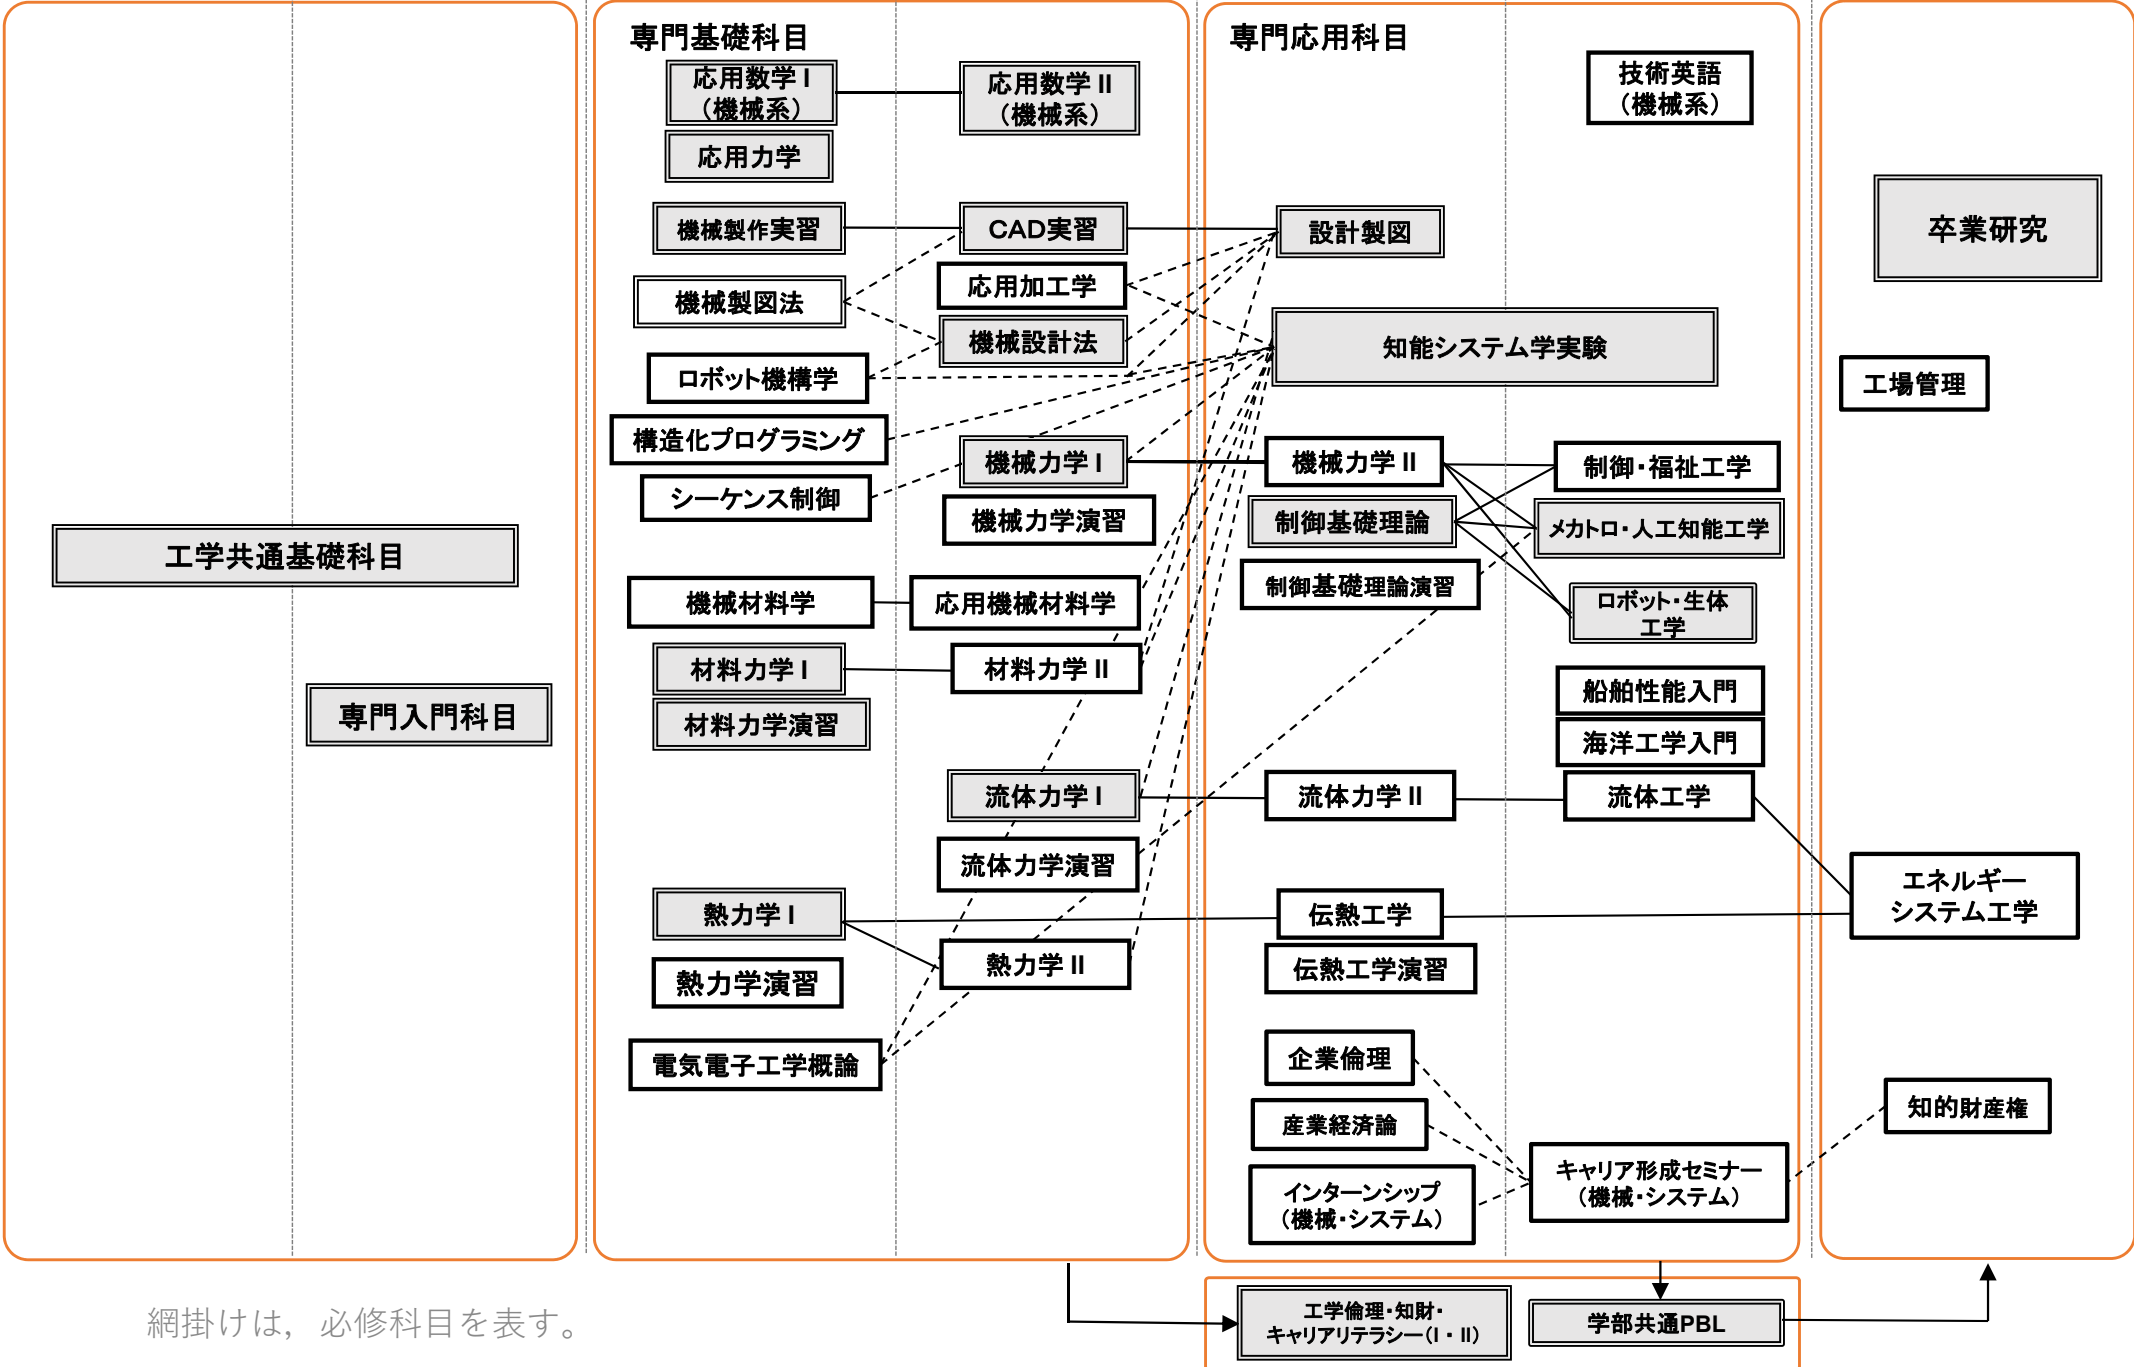 専門基礎科目
専門応用科目
応用数学Ⅰ
（機械系）
応用数学Ⅱ
（機械系）
技術英語
（機械系）
応用力学
機械製作実習
CAD実習
設計製図
卒業研究
機械製図法
応用加工学
機械設計法
知能システム学実験
ロボット機構学
工場管理
構造化プログラミング
機械力学Ⅰ
機械力学Ⅱ
制御・福祉工学
シーケンス制御
機械力学演習
制御基礎理論
メカトロ・人工知能工学
工学共通基礎科目
制御基礎理論演習
機械材料学
応用機械材料学
ロボット・生体
工学
材料力学Ⅰ
材料力学Ⅱ
船舶性能入門
専門入門科目
材料力学演習
海洋工学入門
流体力学Ⅰ
流体力学Ⅱ
流体工学
流体力学演習
エネルギー
システム工学
熱力学Ⅰ
伝熱工学
熱力学演習
熱力学Ⅱ
伝熱工学演習
電気電子工学概論
企業倫理
産業経済論
知的財産権
インターンシップ
（機械・システム）
キャリア形成セミナー
（機械・システム）
網掛けは，必修科目を表す。
工学倫理・知財・
キャリアリテラシー（Ⅰ・Ⅱ）
学部共通PBL